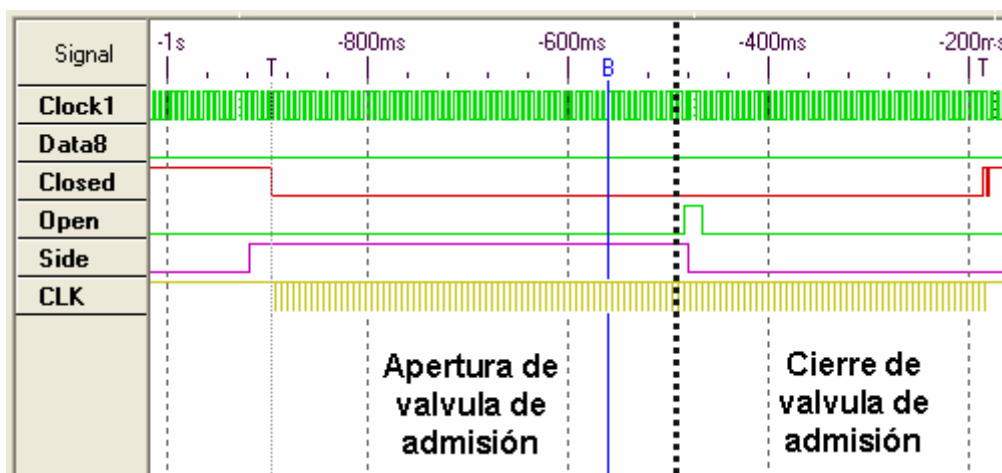 Signal
-1s
-800ms
-600ms
-400ms
-200ms
T
B
T
Clock1
Data8
Closed
Open
Side
CLK
Apertura de
valvula de
admisión
Cierre de
valvula de
admisión